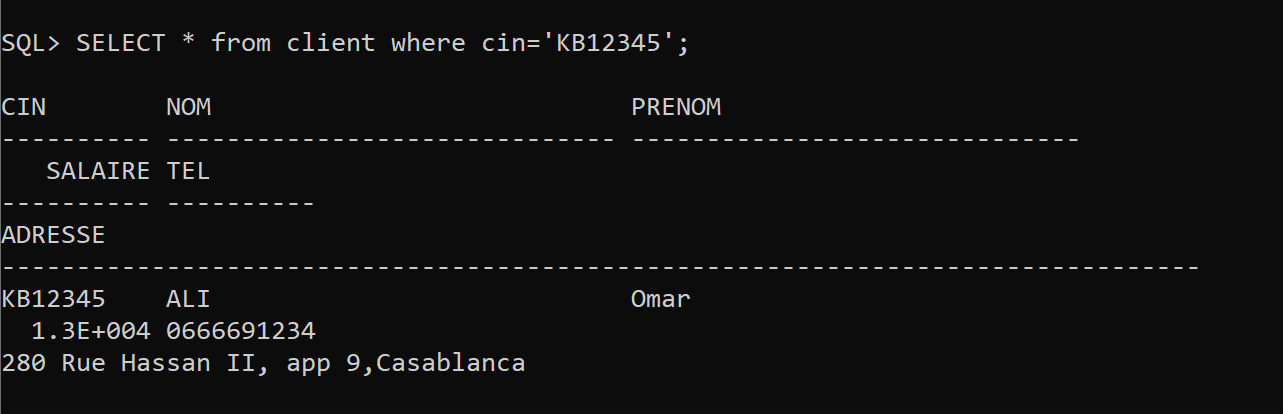 SQL> SELECT * from client where cin='KB12345';
CIN        NOM                            PRENOM
---------- ------------------------------ ------------------------------
   SALAIRE TEL
---------- ----------
ADRESSE
--------------------------------------------------------------------------------
KB12345    ALI                            Omar
  1.3E+004 0666691234
280 Rue Hassan II, app 9,Casablanca